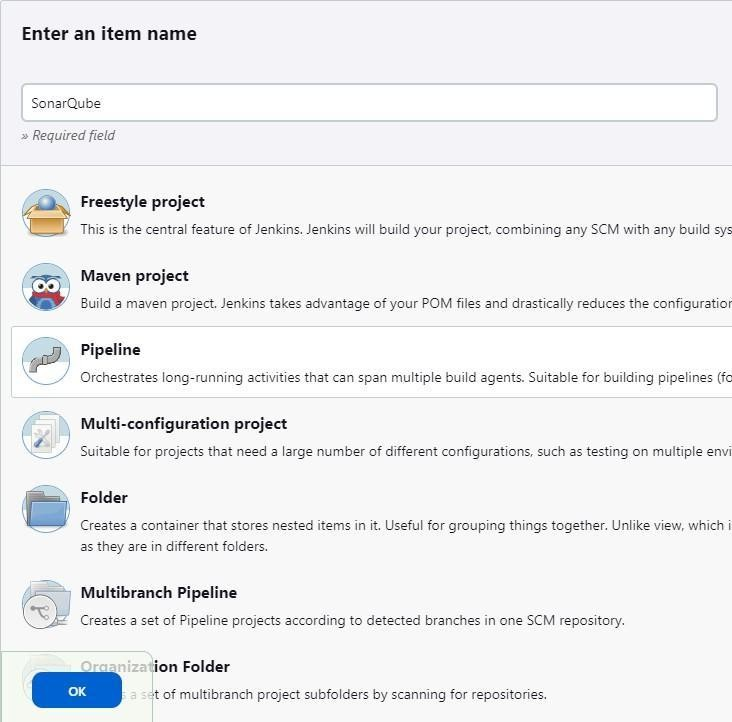 Enter an item name
SonarQube
» Required field
Freestyle project
This is the central feature of Jenkins. Jenkins will build your project, combining any SCM with any build sys
Maven project
Build a maven project. Jenkins takes advantage of your POM files and drastically reduces the configuration
Pipeline
Orchestrates long-running activities that can span multiple build agents. Suitable for building pipelines (fo
Multi-configuration project
Suitable for projects that need a large number of different configurations, such as testing on multiple envi
Folder
Creates a container that stores nested items in it. Useful for grouping things together. Unlike view, which i
as they are in different folders.
Multibranch Pipeline
Creates a set of Pipeline projects according to detected branches in one SCM repository.
Organization Folder
a set of multibranch project subfolders by scanning for repositories.
OK